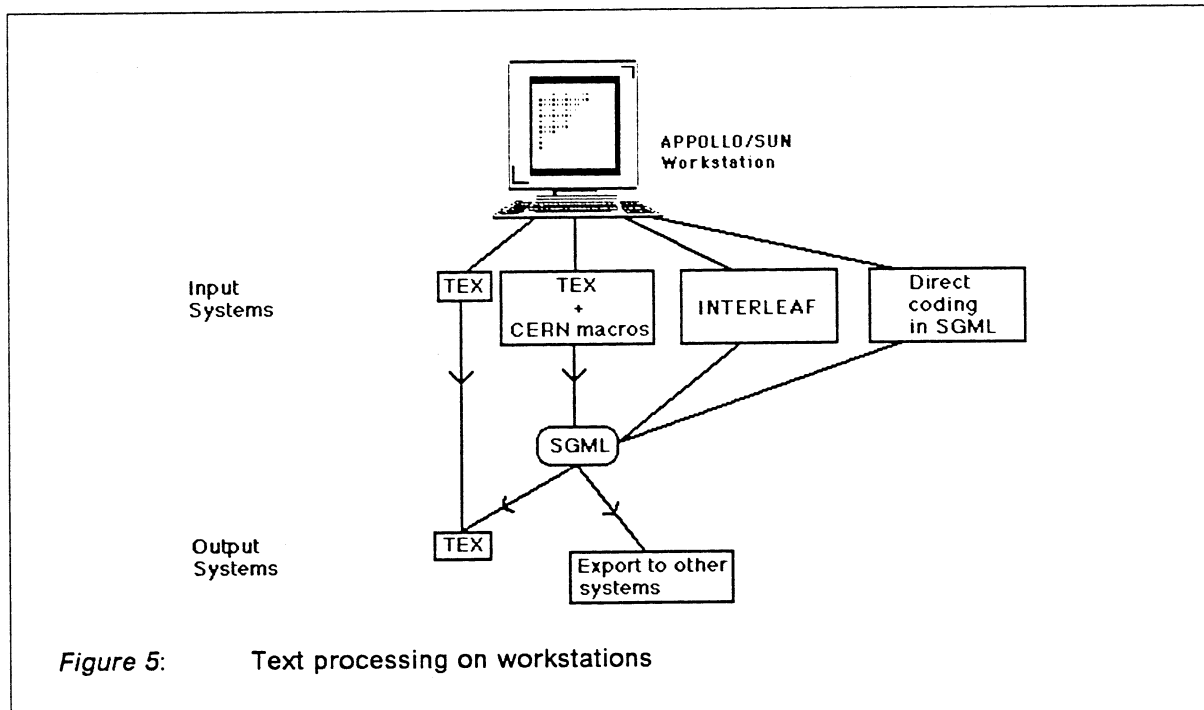 APPOLLO/SUN
Workstation
Input
Systems
TEX
TEX
+
CERN macros
INTERLEAF
Direct
coding
in SGML
SGML
Output
Systems
TEX
Export to other
systems
Figure 5: Text processing on workstations